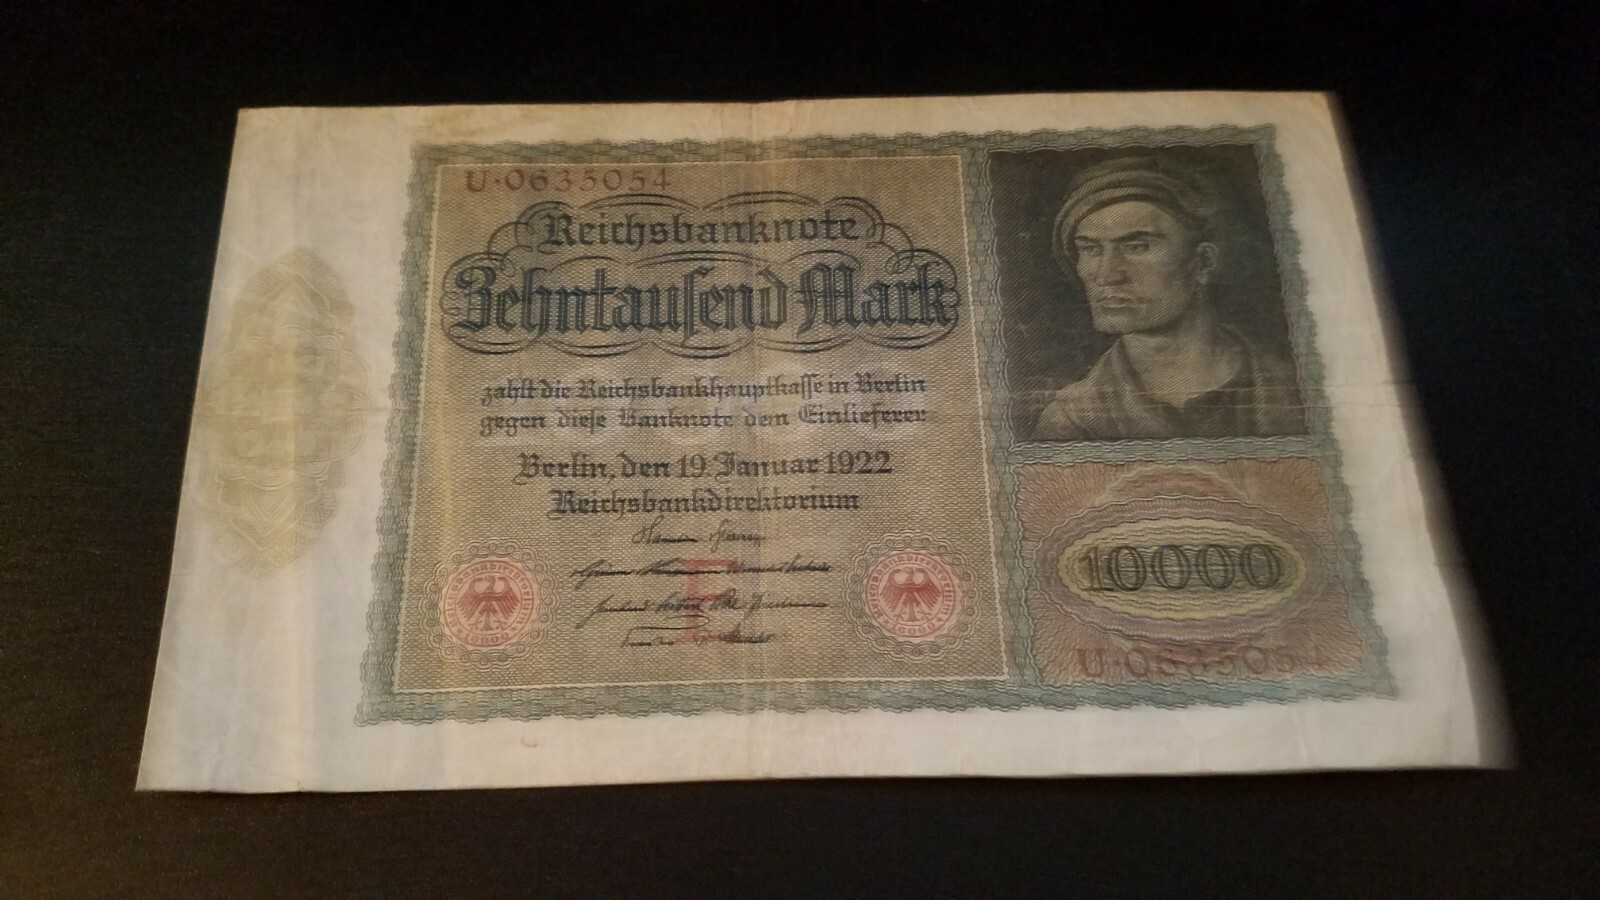 U·0635054
Reichsbanknote
Zehntausend Mark
zahlt die Reichsbankhauptkasse in Berlin
gegen diese Banknote dem Einlieferer
Berlin, den 19. Januar 1922
Reichsbankdirektorium
10000
U·0635054